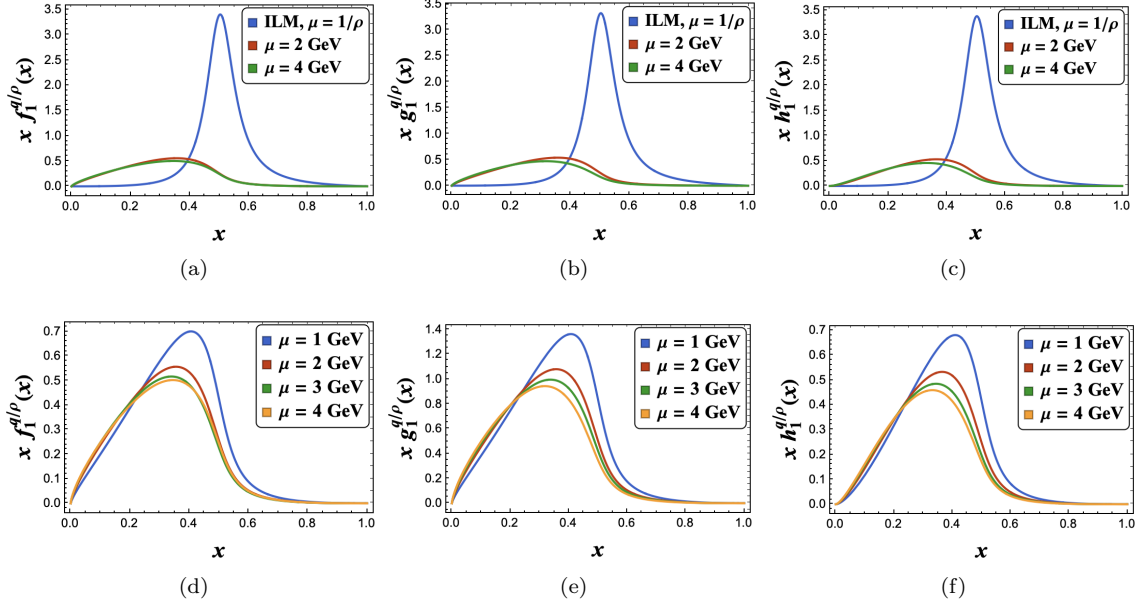 x f_1^{q/ρ}(x)
3.5
3.0
2.5
2.0
1.5
1.0
0.5
0.0
0.0 0.2 0.4 0.6 0.8 1.0
x
ILM, μ = 1/ρ
μ = 2 GeV
μ = 4 GeV
(a)
x g_1^{q/ρ}(x)
3.5
3.0
2.5
2.0
1.5
1.0
0.5
0.0
0.0 0.2 0.4 0.6 0.8 1.0
x
ILM, μ = 1/ρ
μ = 2 GeV
μ = 4 GeV
(b)
x h_1^{q/ρ}(x)
3.5
3.0
2.5
2.0
1.5
1.0
0.5
0.0
0.0 0.2 0.4 0.6 0.8 1.0
x
ILM, μ = 1/ρ
μ = 2 GeV
μ = 4 GeV
(c)
x f_1^{q/ρ}(x)
0.7
0.6
0.5
0.4
0.3
0.2
0.1
0.0
0.0 0.2 0.4 0.6 0.8 1.0
x
μ = 1 GeV
μ = 2 GeV
μ = 3 GeV
μ = 4 GeV
(d)
x g_1^{q/ρ}(x)
1.4
1.2
1.0
0.8
0.6
0.4
0.2
0.0
0.0 0.2 0.4 0.6 0.8 1.0
x
μ = 1 GeV
μ = 2 GeV
μ = 3 GeV
μ = 4 GeV
(e)
x h_1^{q/ρ}(x)
0.7
0.6
0.5
0.4
0.3
0.2
0.1
0.0
0.0 0.2 0.4 0.6 0.8 1.0
x
μ = 1 GeV
μ = 2 GeV
μ = 3 GeV
μ = 4 GeV
(f)